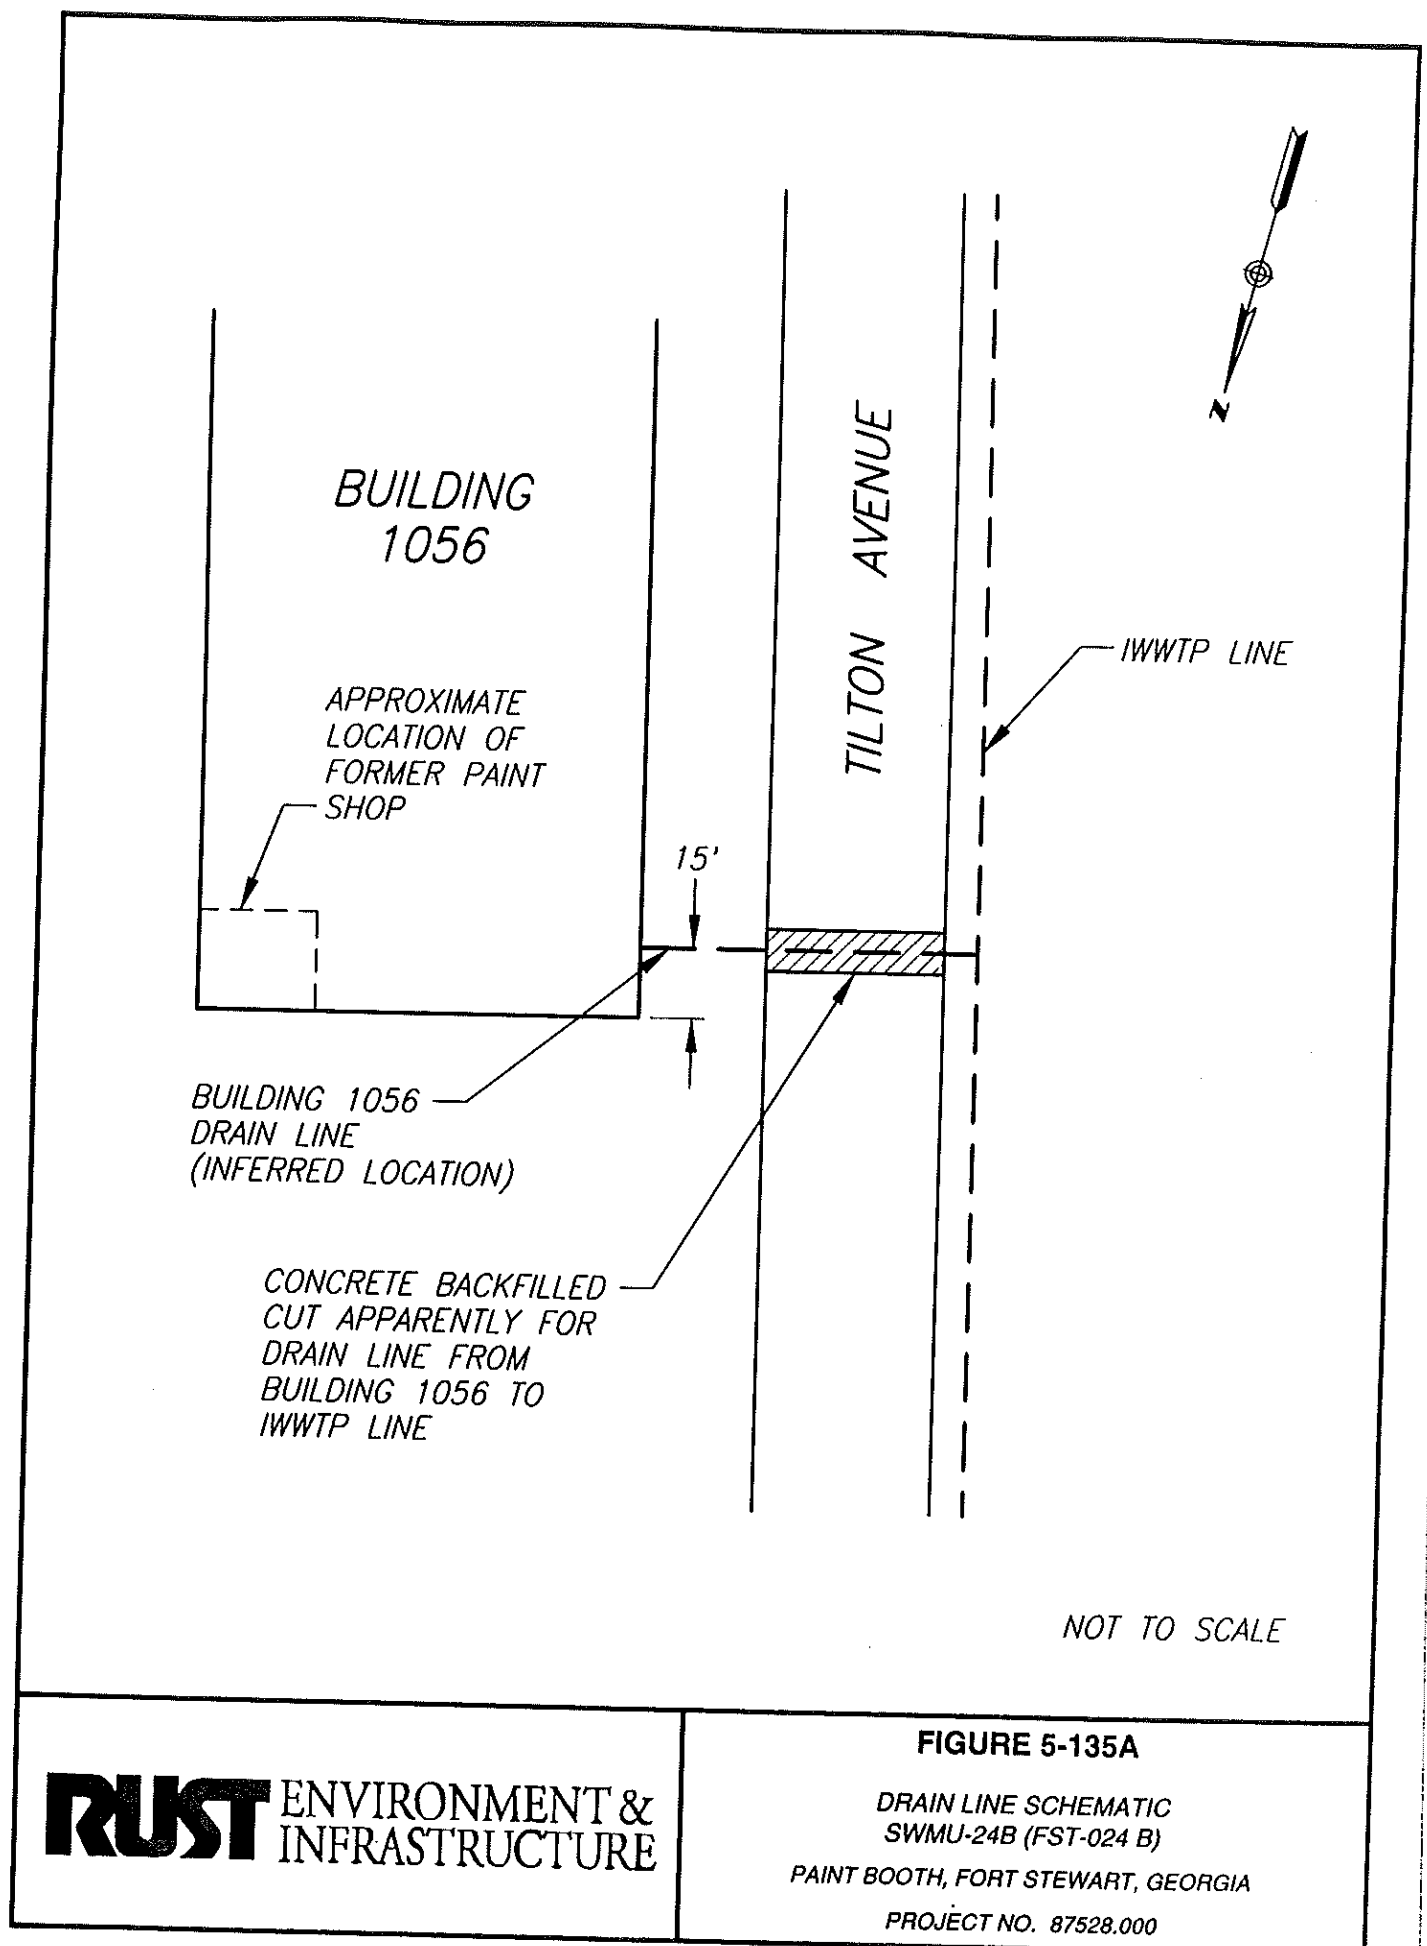 N
BUILDING
1056
TILTON AVENUE
IWWTP LINE
APPROXIMATE
LOCATION OF
FORMER PAINT
SHOP
15'
BUILDING 1056
DRAIN LINE
(INFERRED LOCATION)
CONCRETE BACKFILLED
CUT APPARENTLY FOR
DRAIN LINE FROM
BUILDING 1056 TO
IWWTP LINE
NOT TO SCALE
RUST ENVIRONMENT &
INFRASTRUCTURE
FIGURE 5-135A
DRAIN LINE SCHEMATIC
SWMU-24B (FST-024 B)
PAINT BOOTH, FORT STEWART, GEORGIA
PROJECT NO. 87528.000